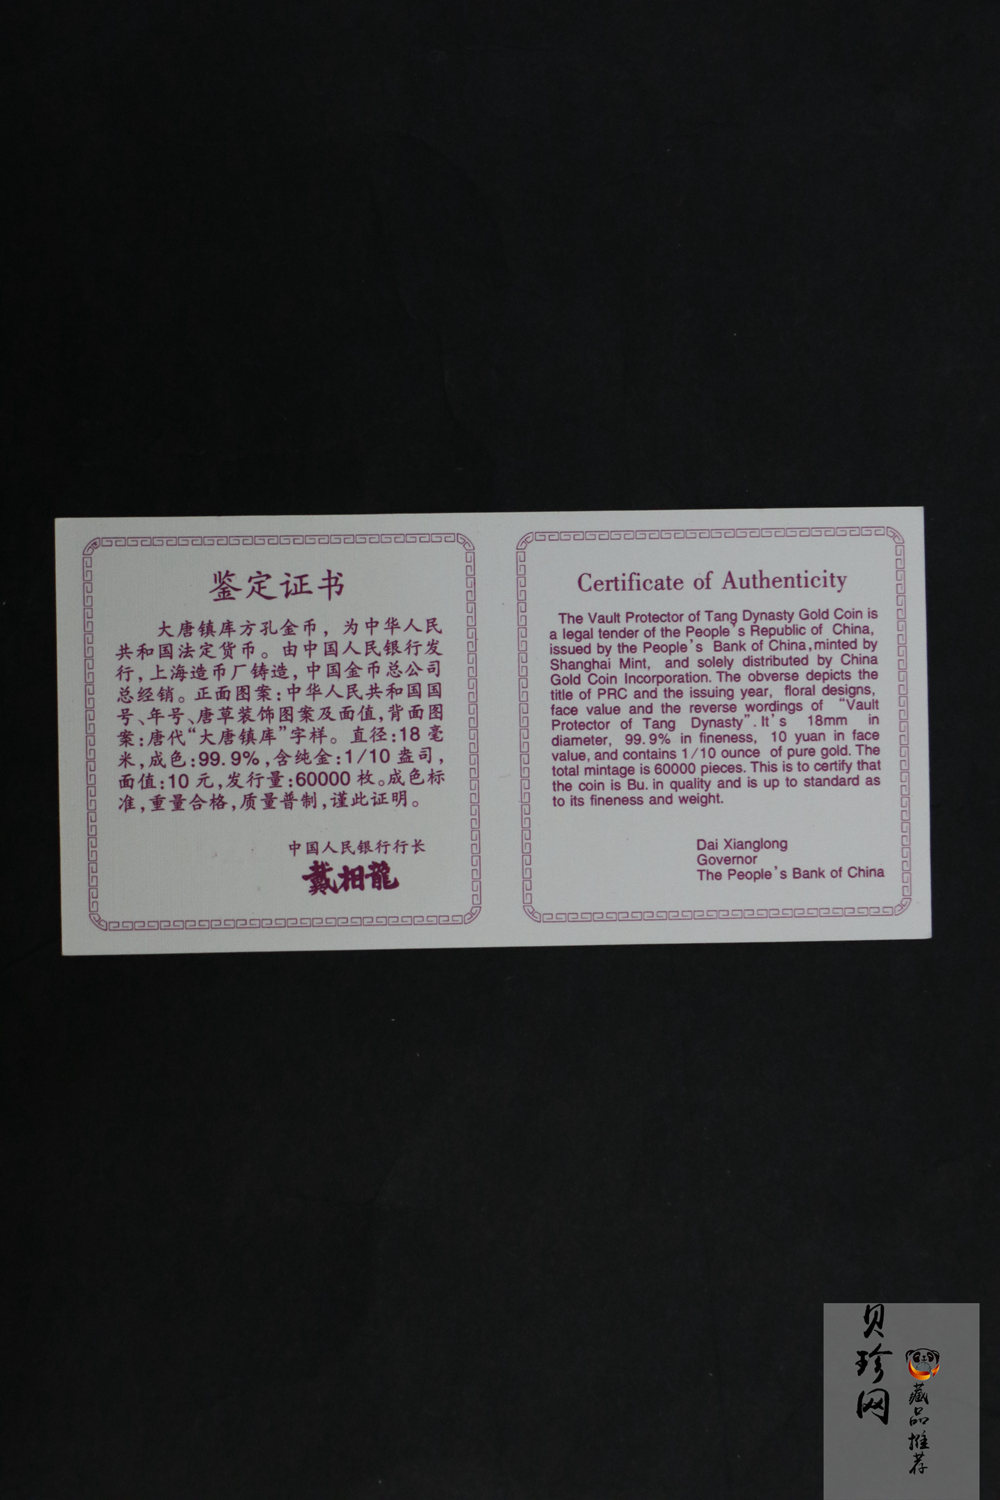 鉴定证书
大唐镇库方孔金币，为中华人民
共和国法定货币。由中国人民银行发
行，上海造币厂铸造，中国金币总公司
总经销。正面图案：中华人民共和国国
号、年号、唐草装饰图案及面值，背面图
案：唐代“大唐镇库”字样。直径：18 毫
米，成色：99.9%，含纯金：1/10 盎司，
面值：10 元，发行量：60000 枚。成色标
准，重量合格，质量普制，谨此证明。
中国人民银行行长
戴相龍
Certificate of Authenticity
The Vault Protector of Tang Dynasty Gold Coin is
a legal tender of the People's Republic of China,
issued by the People's Bank of China, minted by
Shanghai Mint, and solely distributed by China
Gold Coin Incorporation. The obverse depicts the
title of PRC and the issuing year, floral designs,
face value and the reverse wordings of “Vault
Protector of Tang Dynasty”. It's 18mm in
diameter, 99.9% in fineness, 10 yuan in face
value, and contains 1/10 ounce of pure gold. The
total mintage is 60000 pieces. This is to certify that
the coin is Bu. in quality and is up to standard as
to its fineness and weight.
Dai Xianglong
Governor
The People's Bank of China
贝珍网
藏品推荐